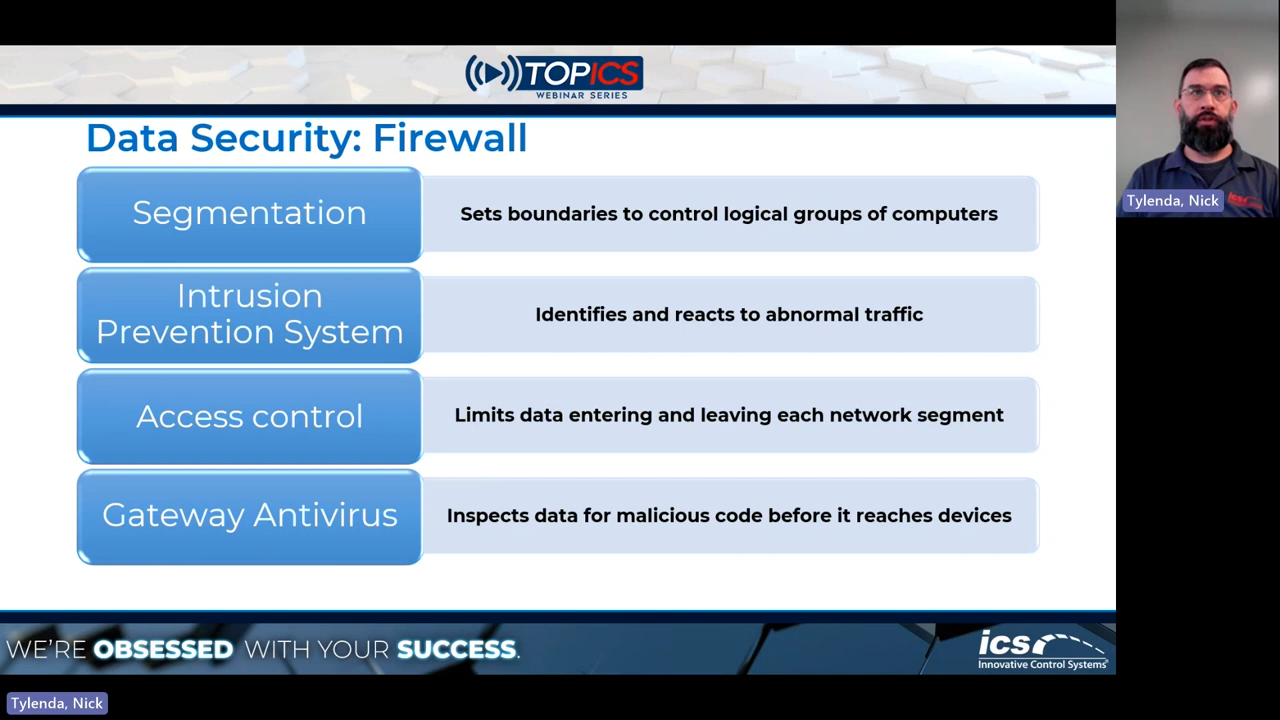 TOPICS
WEBINAR SERIES
Data Security: Firewall
Segmentation
Sets boundaries to control logical groups of computers
Intrusion
Prevention System
Identifies and reacts to abnormal traffic
Access control
Limits data entering and leaving each network segment
Gateway Antivirus
Inspects data for malicious code before it reaches devices
WE'RE OBSESSED WITH YOUR SUCCESS.
ics
Innovative Control Systems®
Tylenda, Nick
ics
Tylenda, Nick